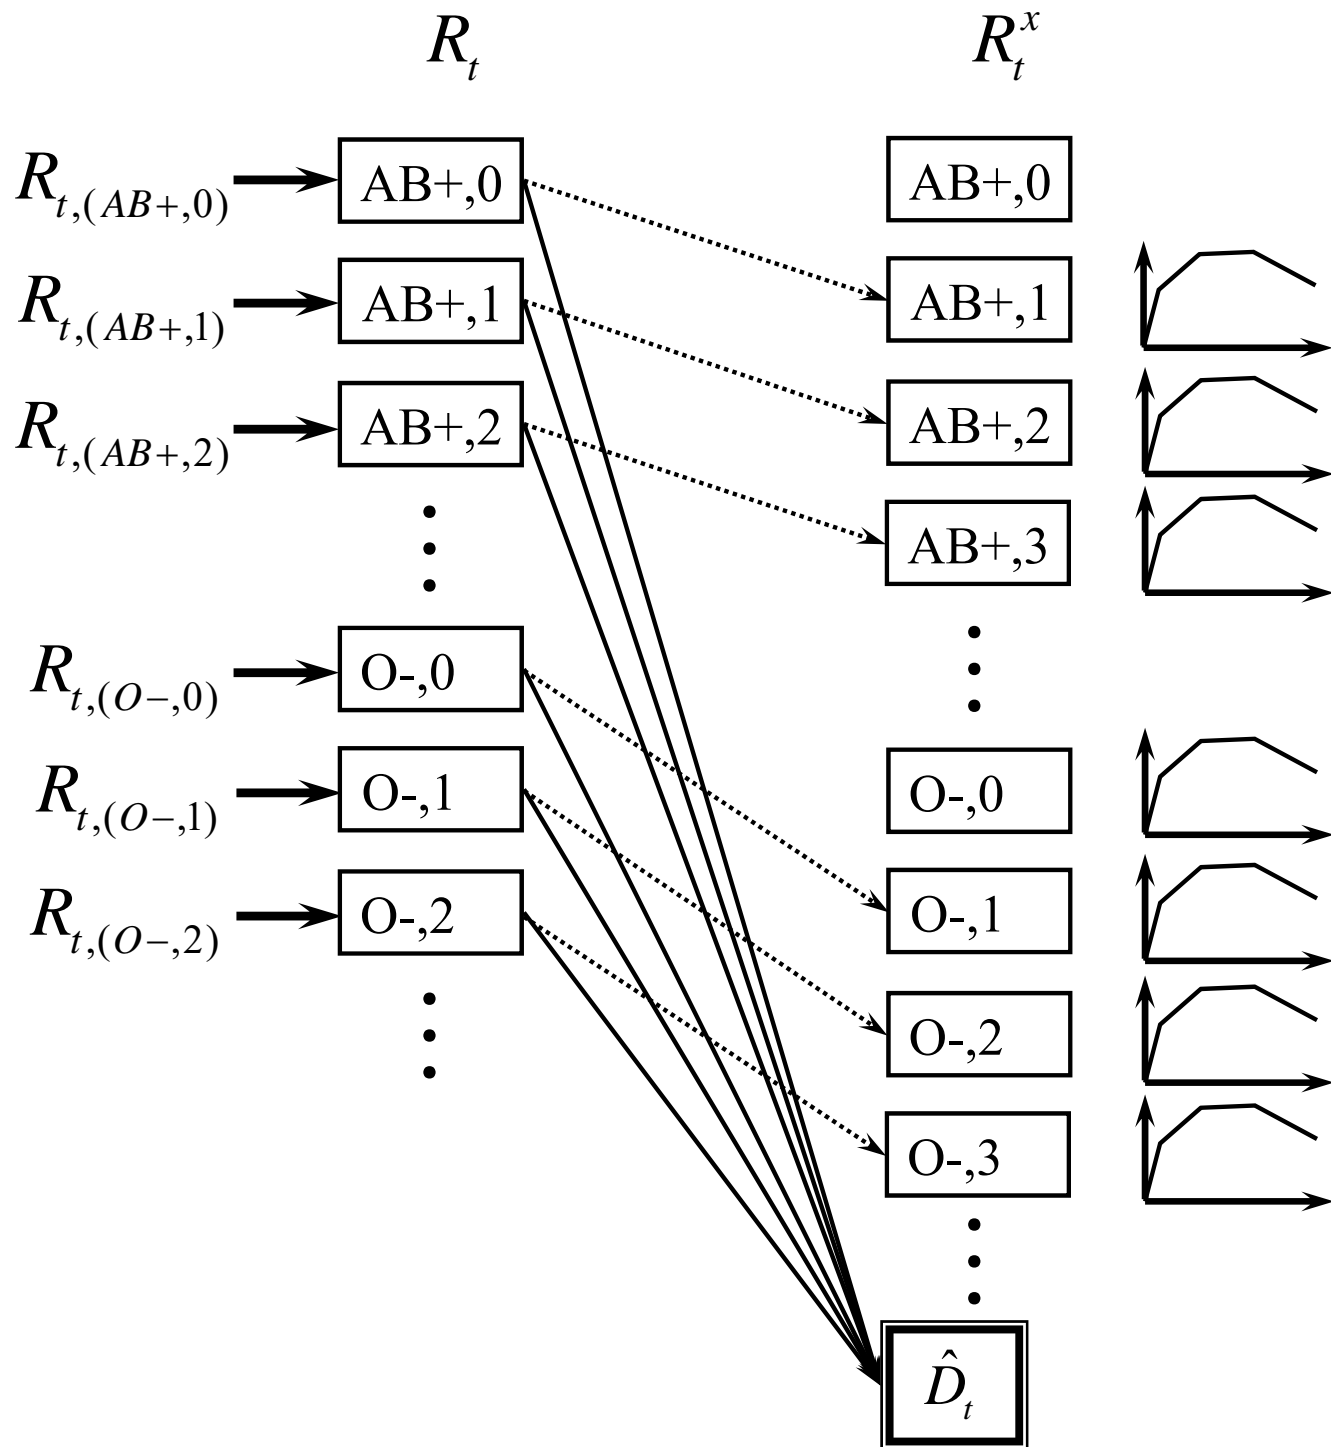 R_t R_t^x
R_{t,(AB+,0)} AB+,0 AB+,0
R_{t,(AB+,1)} AB+,1 AB+,1
R_{t,(AB+,2)} AB+,2 AB+,2
AB+,3
R_{t,(O-,0)} O-,0
R_{t,(O-,1)} O-,1 O-,0
R_{t,(O-,2)} O-,2 O-,1
O-,2
O-,3
D̂_t